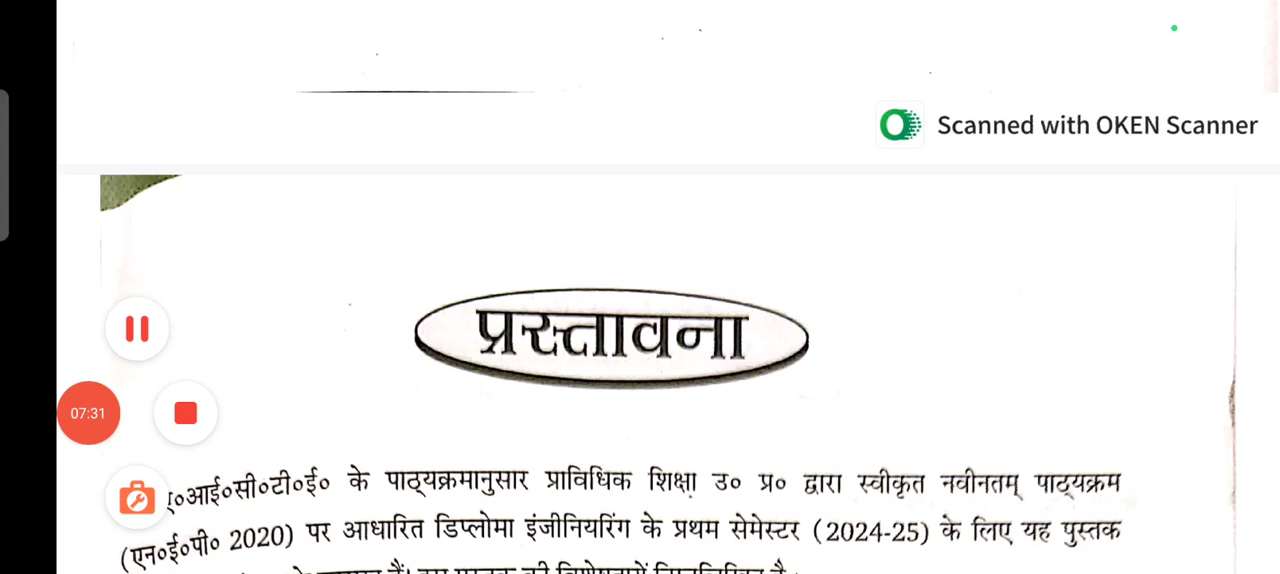 Scanned with OKEN Scanner
प्रस्तावना
07:31
ए०आई०सी०टी०ई० के पाठ्यक्रमानुसार प्राविधिक शिक्षा उ० प्र० द्वारा स्वीकृत नवीनतम् पाठ्यक्रम
(एन०ई०पी० 2020) पर आधारित डिप्लोमा इंजीनियरिंग के प्रथम सेमेस्टर (2024-25) के लिए यह पुस्तक